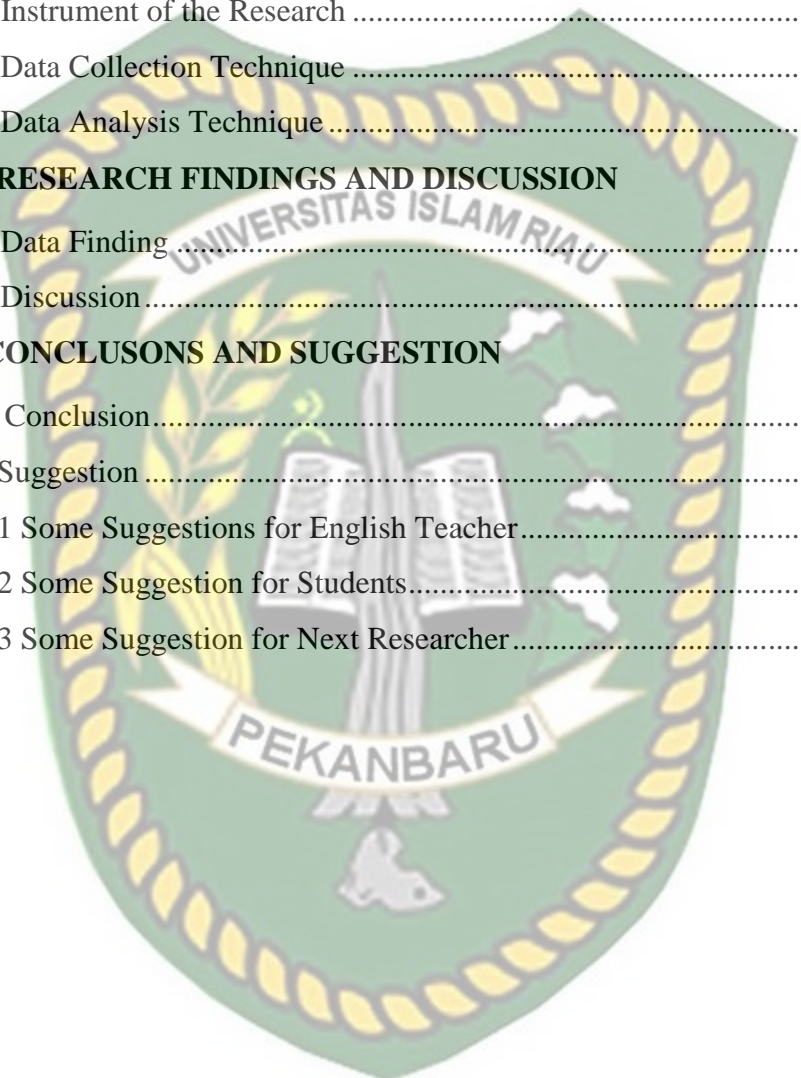 Instrument of the Research ..............................................................
Data Collection Technique ...............................................................
Data Analysis Technique ..................................................................
RESEARCH FINDINGS AND DISCUSSION
UNIVERSITAS ISLAM RIAU
Data Finding ....................................................................................
Discussion ........................................................................................
CONCLUSONS AND SUGGESTION
Conclusion ........................................................................................
Suggestion ........................................................................................
1 Some Suggestions for English Teacher ...........................................
2 Some Suggestion for Students .........................................................
3 Some Suggestion for Next Researcher .............................................
PEKANBARU